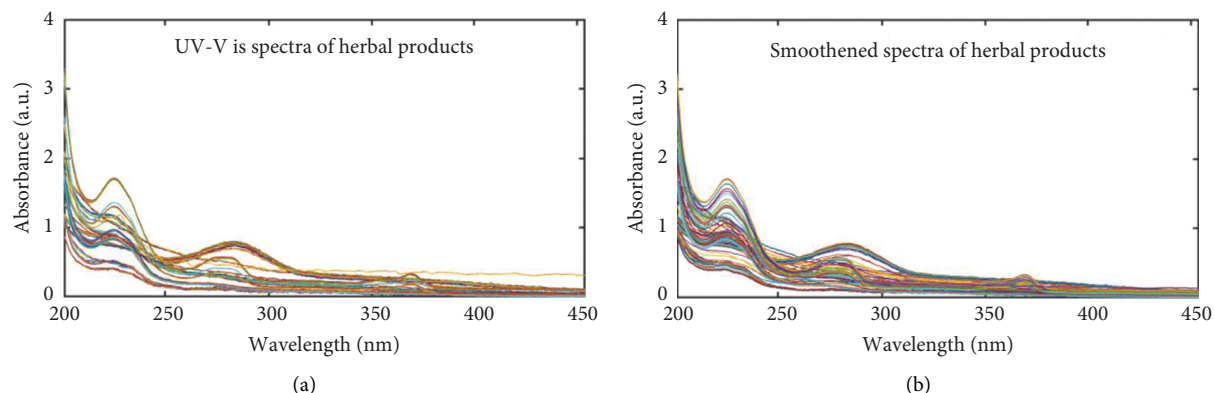 UV-V is spectra of herbal products
4
3
2
1
0
Absorbance (a.u.)
200 250 300 350 400 450
Wavelength (nm)
(a)
Smoothened spectra of herbal products
4
3
2
1
0
Absorbance (a.u.)
200 250 300 350 400 450
Wavelength (nm)
(b)